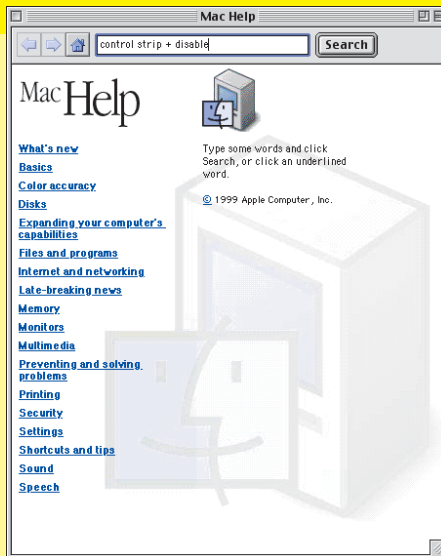 Mac Help
control strip + disable
Search
Mac Help
What's new
Basics
Color accuracy
Disks
Expanding your computer's
capabilities
Files and programs
Internet and networking
Late-breaking news
Memory
Monitors
Multimedia
Preventing and solving
problems
Printing
Security
Settings
Shortcuts and tips
Sound
Speech
Type some words and click
Search, or click an underlined
word.
© 1999 Apple Computer, Inc.